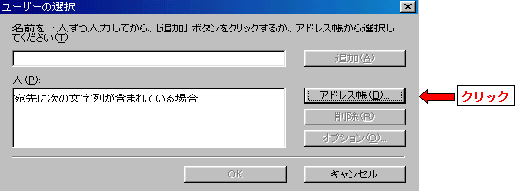 ユーザーの選択
名前を一人ずつ入力してから、[追加] ボタンをクリックするか、アドレス帳から選択し
てください(T)
追加(A)
人(P):
宛先に次の文字列が含まれている場合
アドレス帳(D)...
クリック
削除(R)
オプション(O)...
OK
キャンセル